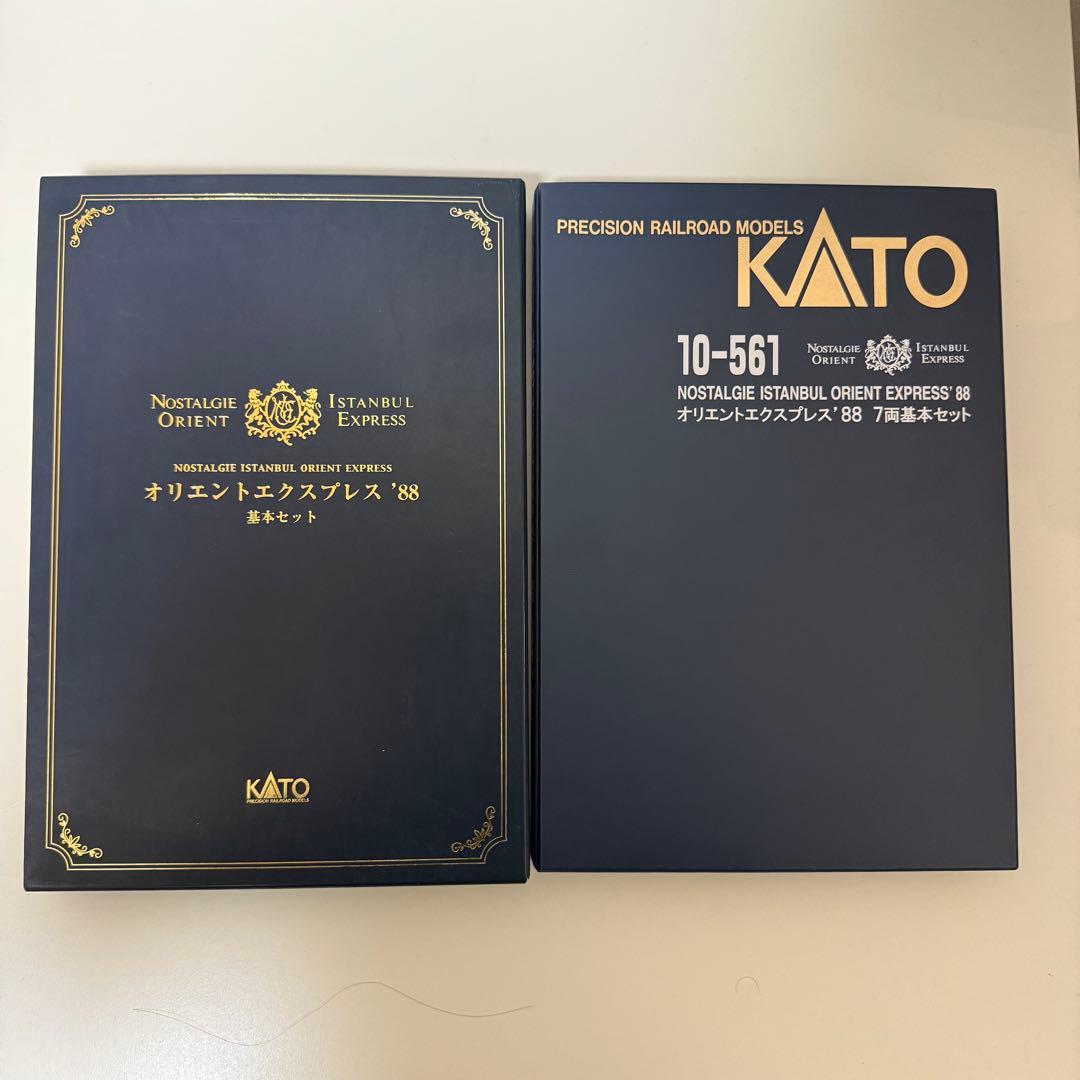 NOSTALGIE ISTANBUL
ORIENT EXPRESS
NOSTALGIE ISTANBUL ORIENT EXPRESS
オリエントエクスプレス '88
基本セット
KATO
PRECISION RAILROAD MODELS
PRECISION RAILROAD MODELS
KATO
10-561
NOSTALGIE ISTANBUL
ORIENT EXPRESS
NOSTALGIE ISTANBUL ORIENT EXPRESS'88
オリエントエクスプレス'88 7両基本セット